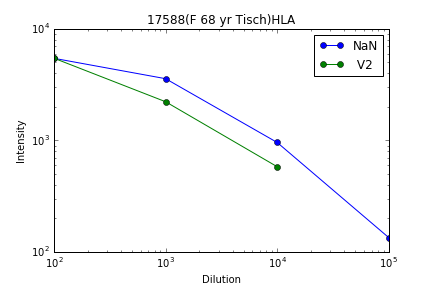 17588(F 68 yr Tisch)HLA
10^4
10^3
10^2
Intensity
NaN
V2
10^2 10^3 10^4 10^5
Dilution